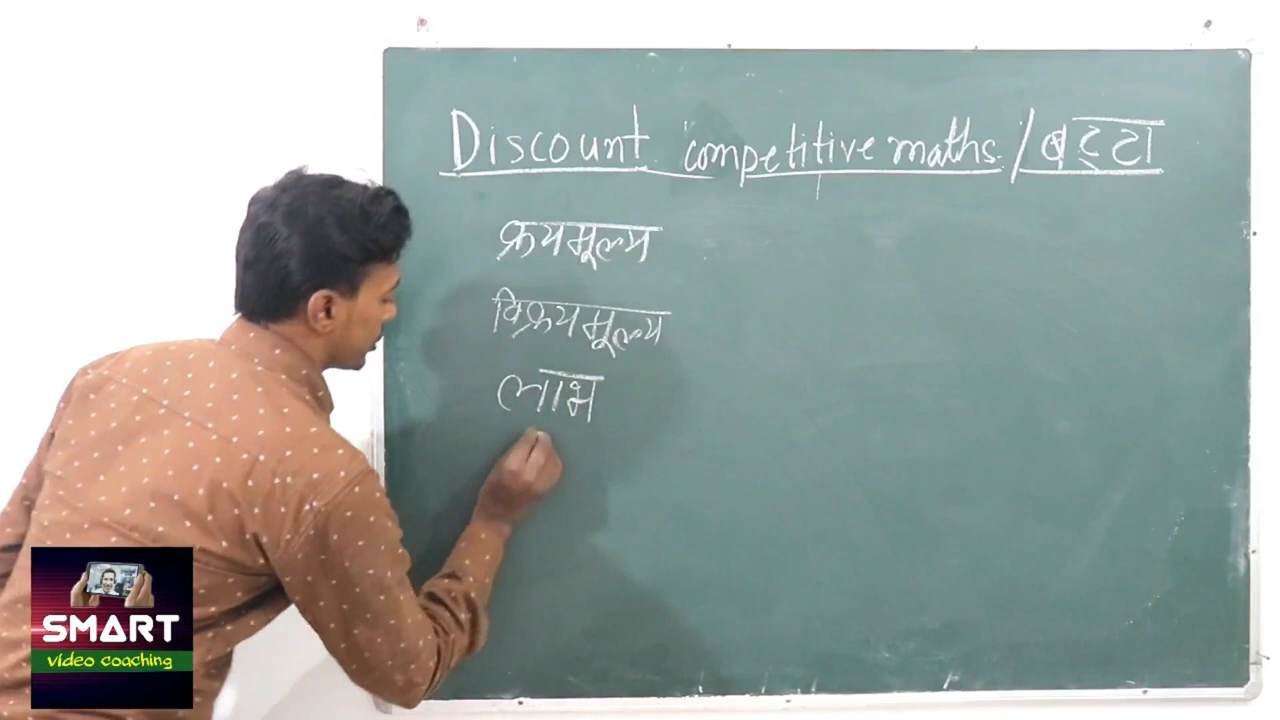 Discount competitive maths / बट्टा
क्रयमूल्य
विक्रयमूल्य
लाभ
SMART
video coaching